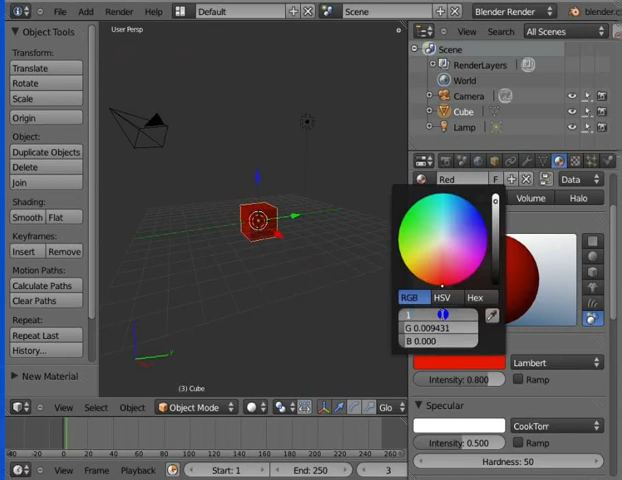 File Add Render Help Default Scene Blender Render blender.c
Object Tools
Transform:
Translate
Rotate
Scale
Origin
Object:
Duplicate Objects
Delete
Join
Shading:
Smooth Flat
Keyframes:
Insert Remove
Motion Paths:
Calculate Paths
Clear Paths
Repeat:
Repeat Last
History...
New Material
User Persp
(3) Cube
View Select Object Object Mode Glo
-40 -20 0 20 40 60 80 100 120 140 160 180 200 220 240 260
View Frame Playback Start: 1 End: 250 3
View Search All Scenes
Scene
RenderLayers
World
Camera
Cube
Lamp
Red F Data
Volume Halo
RGB HSV Hex
1
G 0.009431
B 0.000
Lambert
Intensity: 0.800 Ramp
Specular
CookTorr
Intensity: 0.500 Ramp
Hardness: 50